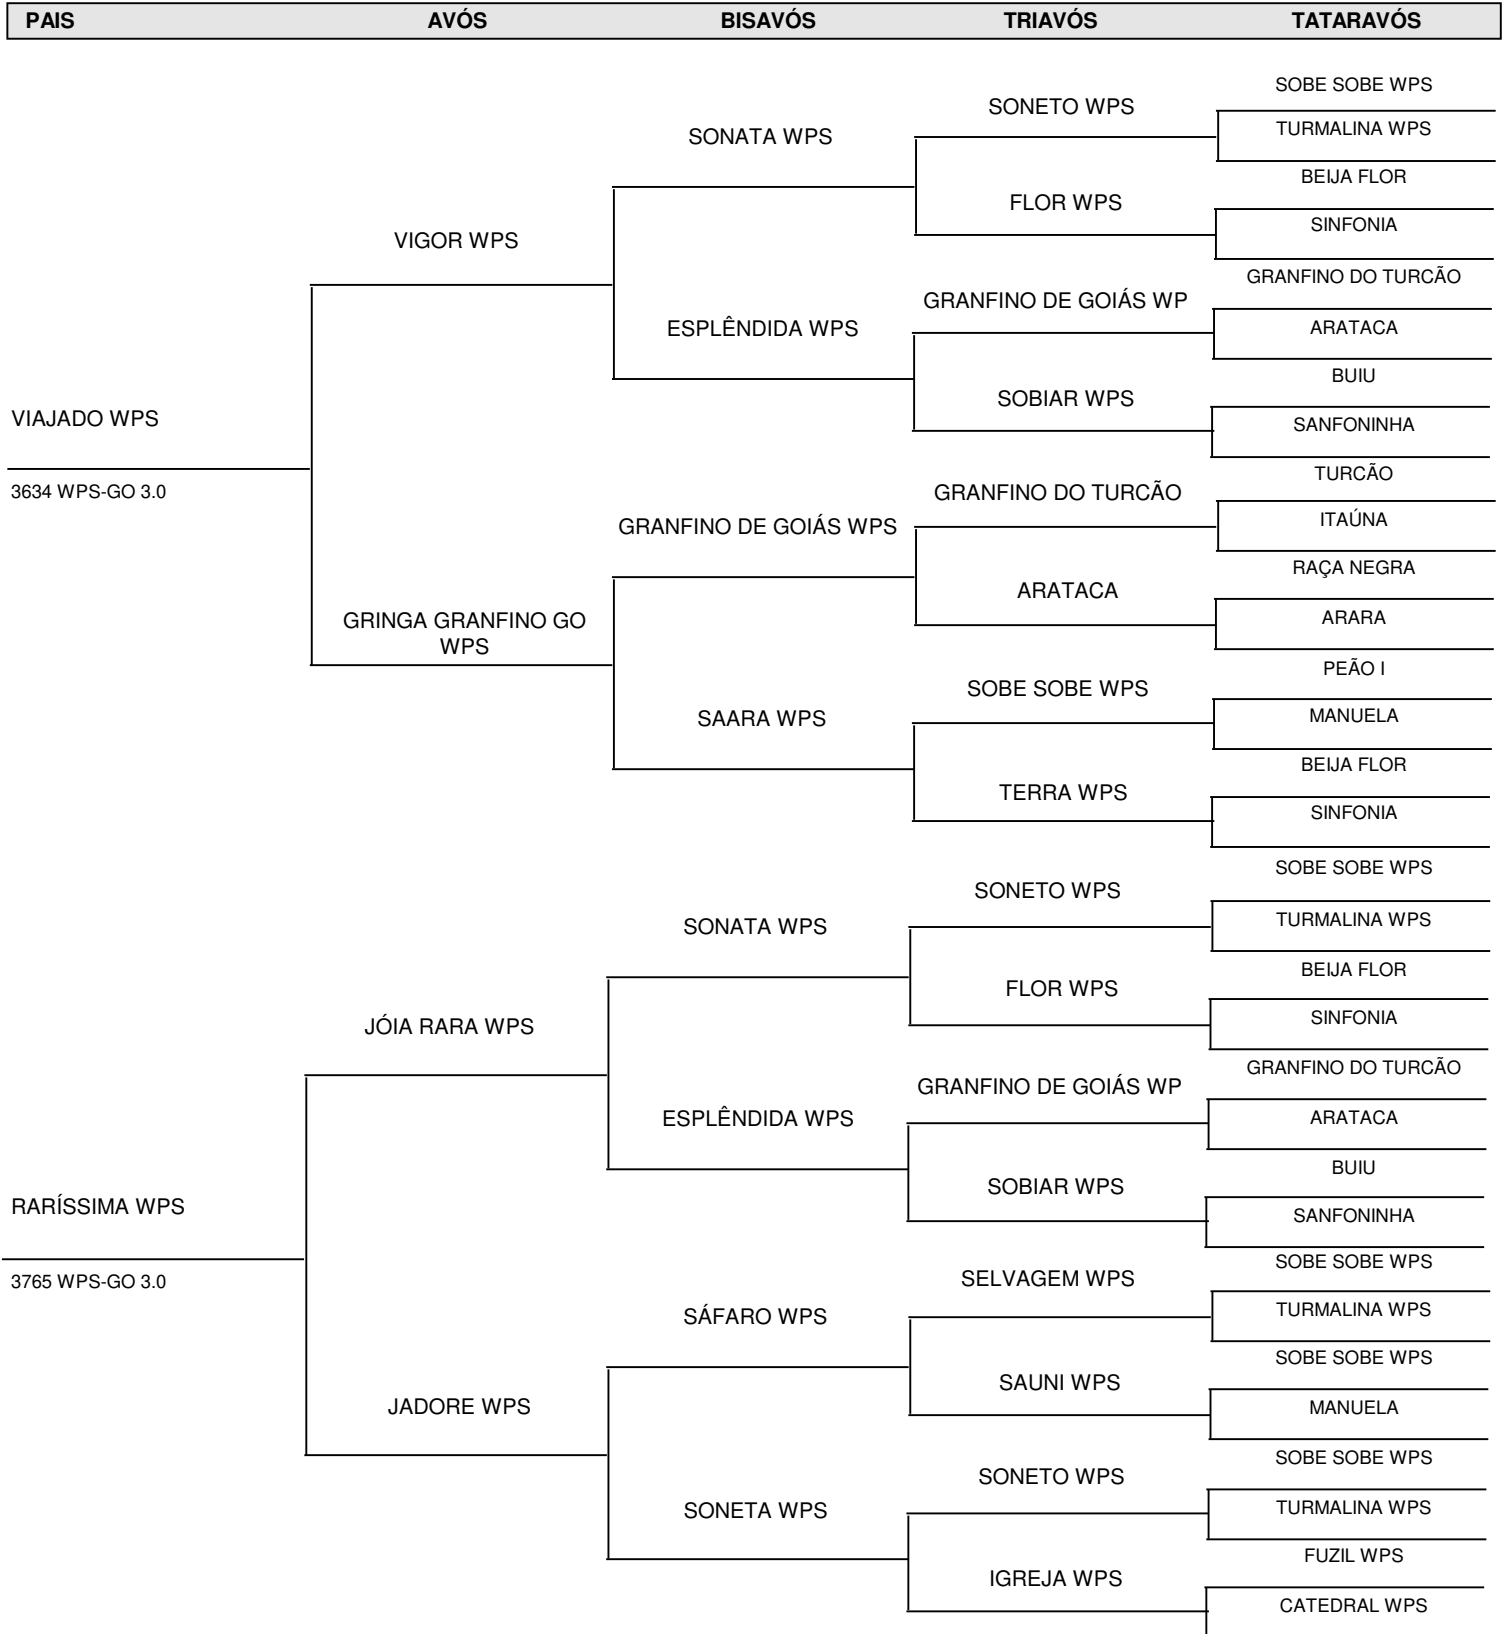 PAIS AVÓS BISAVÓS TRIAVÓS TATARAVÓS
SOBE SOBE WPS
SONETO WPS
TURMALINA WPS
SONATA WPS
BEIJA FLOR
FLOR WPS
SINFONIA
VIGOR WPS
GRANFINO DO TURCÃO
GRANFINO DE GOIÁS WP
ARATACA
ESPLÊNDIDA WPS
BUIU
SOBIAR WPS
SANFONINHA
VIAJADO WPS
3634 WPS-GO 3.0
TURCÃO
GRANFINO DO TURCÃO
ITAÚNA
GRANFINO DE GOIÁS WPS
RAÇA NEGRA
ARATACA
ARARA
GRINGA GRANFINO GO
WPS
PEÃO I
SOBE SOBE WPS
MANUELA
SAARA WPS
BEIJA FLOR
TERRA WPS
SINFONIA
SOBE SOBE WPS
SONETO WPS
TURMALINA WPS
SONATA WPS
BEIJA FLOR
FLOR WPS
SINFONIA
JÓIA RARA WPS
GRANFINO DO TURCÃO
GRANFINO DE GOIÁS WP
ARATACA
ESPLÊNDIDA WPS
BUIU
SOBIAR WPS
SANFONINHA
RARÍSSIMA WPS
3765 WPS-GO 3.0
SOBE SOBE WPS
SELVAGEM WPS
TURMALINA WPS
SÁFARO WPS
SOBE SOBE WPS
SAUNI WPS
MANUELA
JADORE WPS
SOBE SOBE WPS
SONETO WPS
TURMALINA WPS
SONETA WPS
FUZIL WPS
IGREJA WPS
CATEDRAL WPS